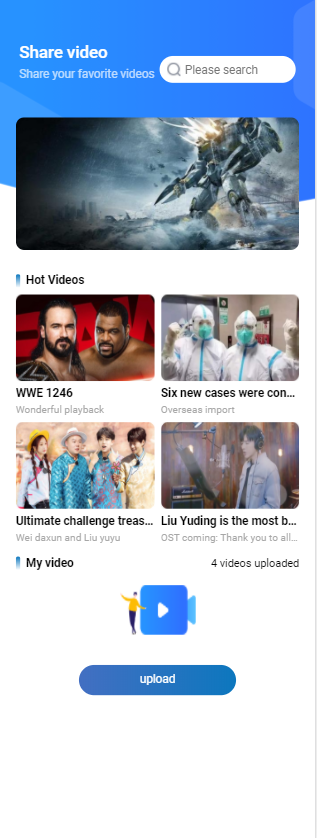 Share video
Share your favorite videos
Please search
Hot Videos
WWE 1246
Wonderful playback
Six new cases were con...
Overseas import
Ultimate challenge treas...
Wei daxun and Liu yuyu
Liu Yuding is the most b...
OST coming: Thank you to all...
My video
4 videos uploaded
upload